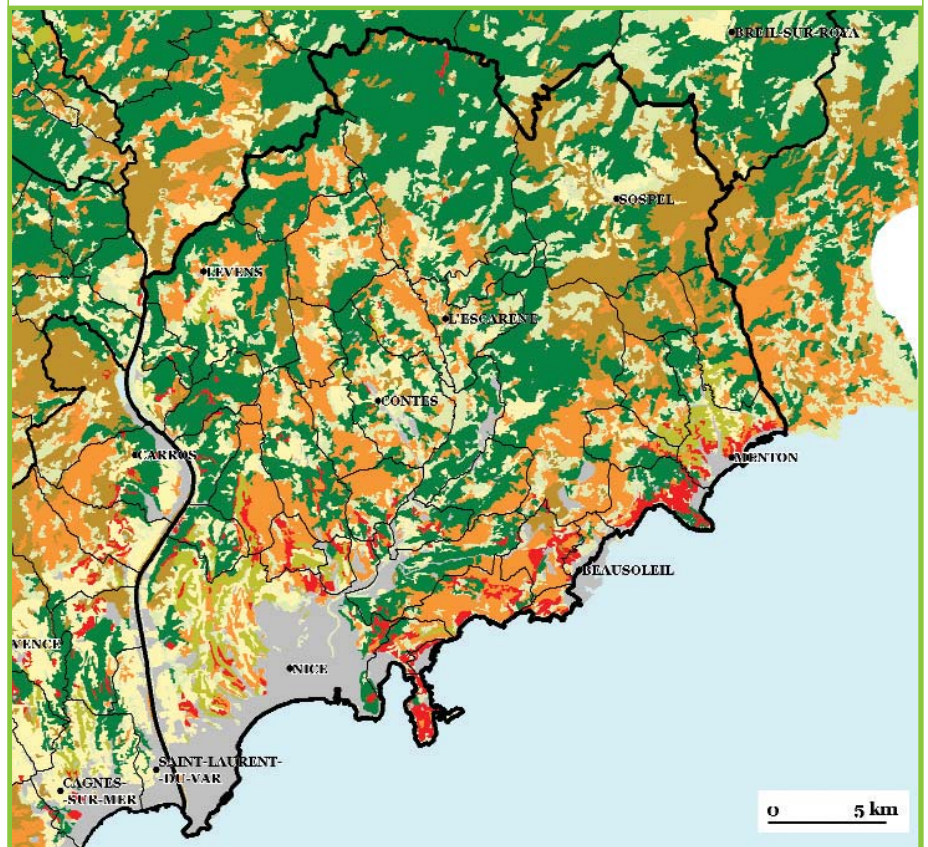 BREIL-SUR-ROYA
SOSPEL
LEVENS
L'ESCARENE
CONTES
CARROS
MENTON
BEAUSOLEIL
VENCE
NICE
SAINT-LAURENT-
-DU-VAR
CAGNES-
-SUR-MER
0 5 km